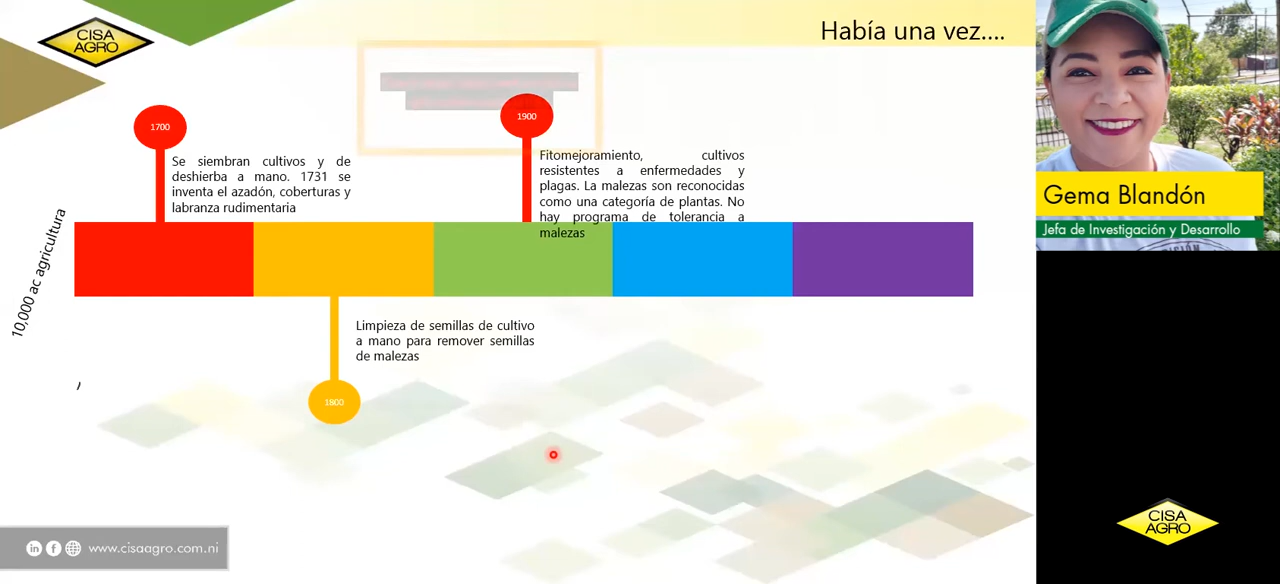 CISA
AGRO
Había una vez....
1700
1900
Se siembran cultivos y de
deshierba a mano. 1731 se
inventa el azadón, coberturas y
labranza rudimentaria
Fitomejoramiento, cultivos
resistentes a enfermedades y
plagas. La malezas son reconocidas
como una categoría de plantas. No
hay programa de tolerancia a
malezas
10,000 ac agricultura
)
Limpieza de semillas de cultivo
a mano para remover semillas
de malezas
1800
www.cisaagro.com.ni
Gema Blandón
Jefa de Investigación y Desarrollo
CISA
AGRO